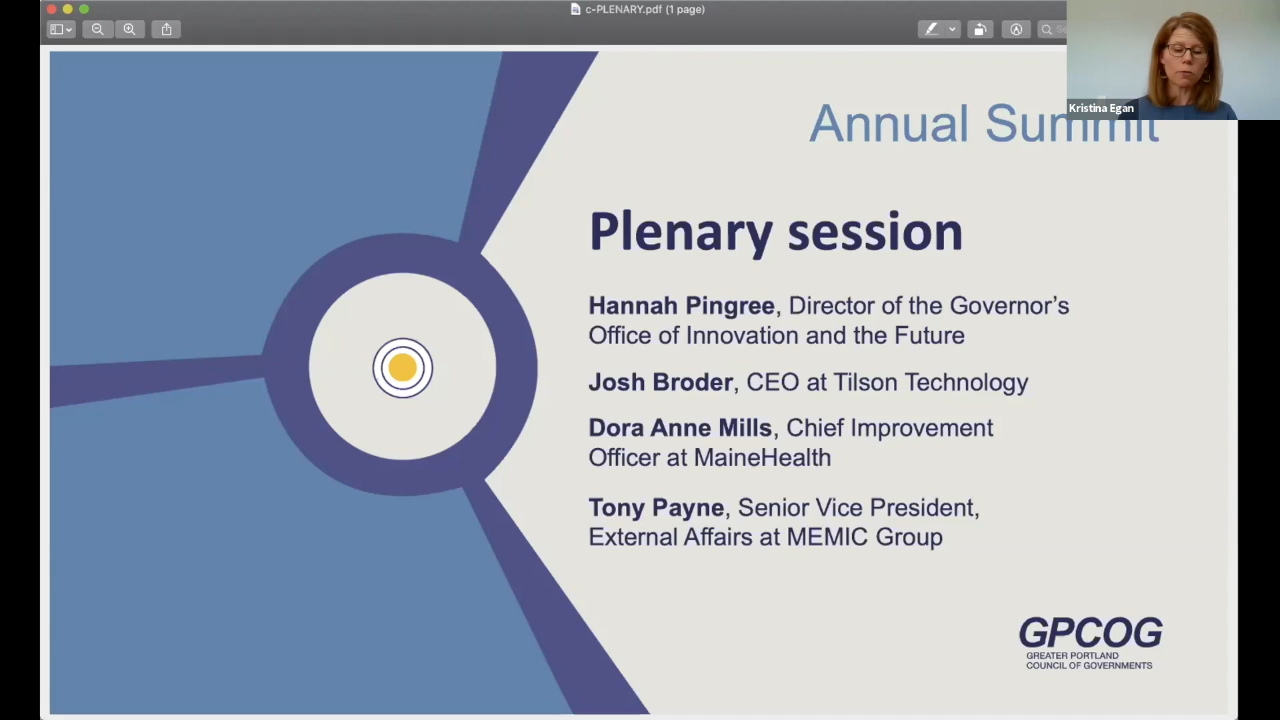 c-PLENARY.pdf (1 page)
Kristina Egan
Annual Summit
Plenary session
Hannah Pingree, Director of the Governor's
Office of Innovation and the Future
Josh Broder, CEO at Tilson Technology
Dora Anne Mills, Chief Improvement
Officer at MaineHealth
Tony Payne, Senior Vice President,
External Affairs at MEMIC Group
GPCOG
GREATER PORTLAND
COUNCIL OF GOVERNMENTS